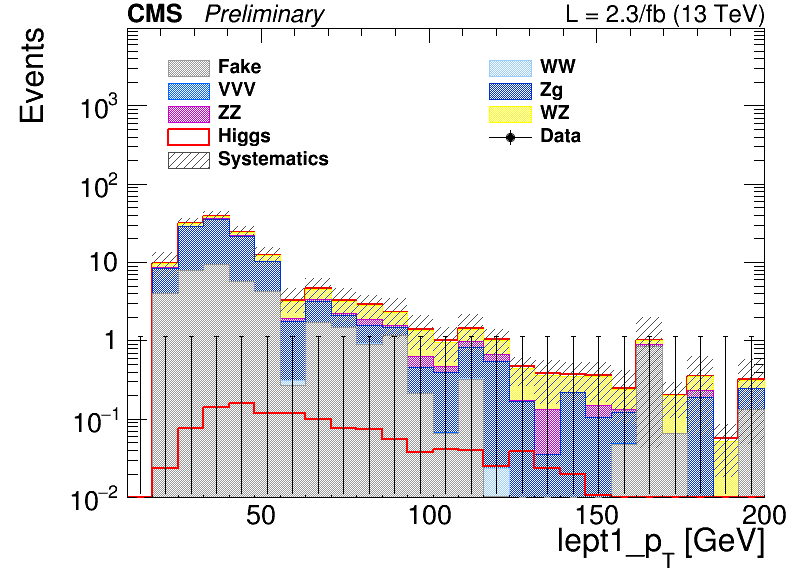 CMS Preliminary L = 2.3/fb (13 TeV)
Events
Fake WW
VVV Zg
ZZ WZ
Higgs Data
Systematics
10³
10²
10
1
10⁻¹
10⁻²
50 100 150 200
lept1_p_T [GeV]